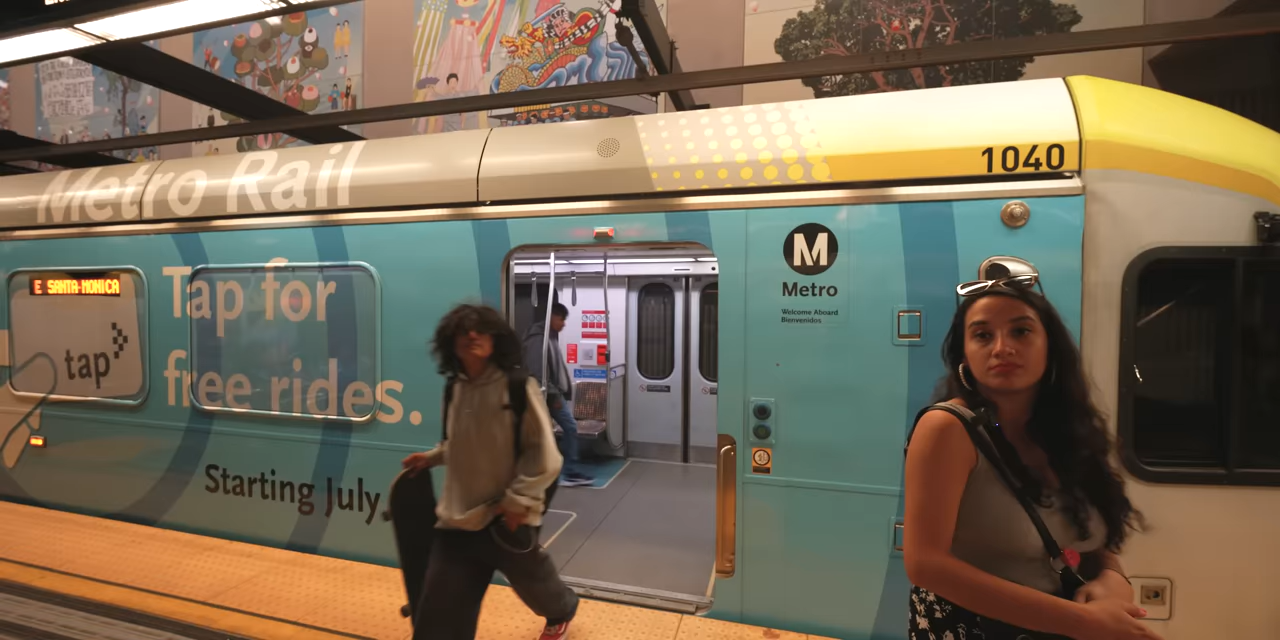 1040
Metro Rail
Tap for
free rides.
Starting July
E SANTA-MONICA
tap
M
Metro
Welcome Aboard
Bienvenidos